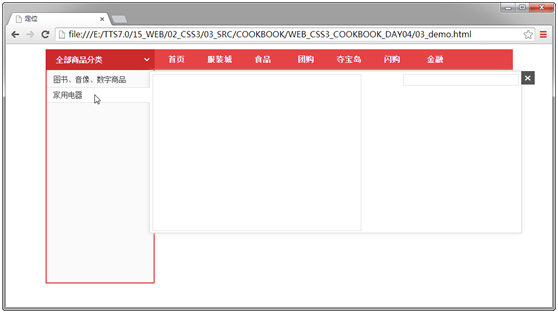 定位
file:///E:/TTS7.0/15_WEB/02_CSS3/03_SRC/COOKBOOK/WEB_CSS3_COOKBOOK_DAY04/03_demo.html
全部商品分类 首页 服装城 食品 团购 夺宝岛 闪购 金融
图书、音像、数字商品
家用电器